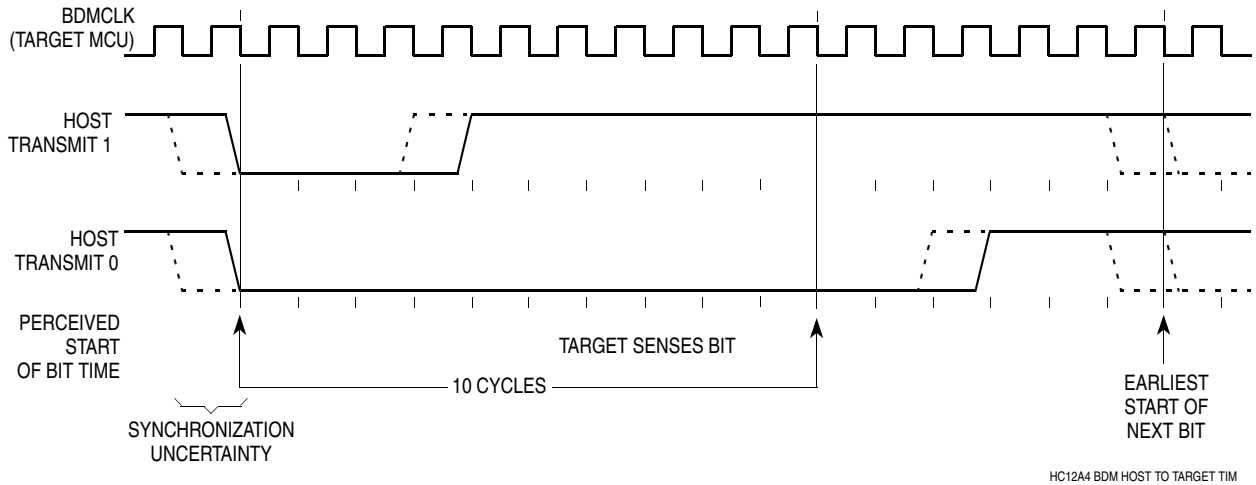 BDMCLK
(TARGET MCU)
HOST
TRANSMIT 1
HOST
TRANSMIT 0
PERCEIVED
START
OF BIT TIME
TARGET SENSES BIT
10 CYCLES
EARLIEST
START OF
NEXT BIT
SYNCHRONIZATION
UNCERTAINTY
HC12A4 BDM HOST TO TARGET TIM